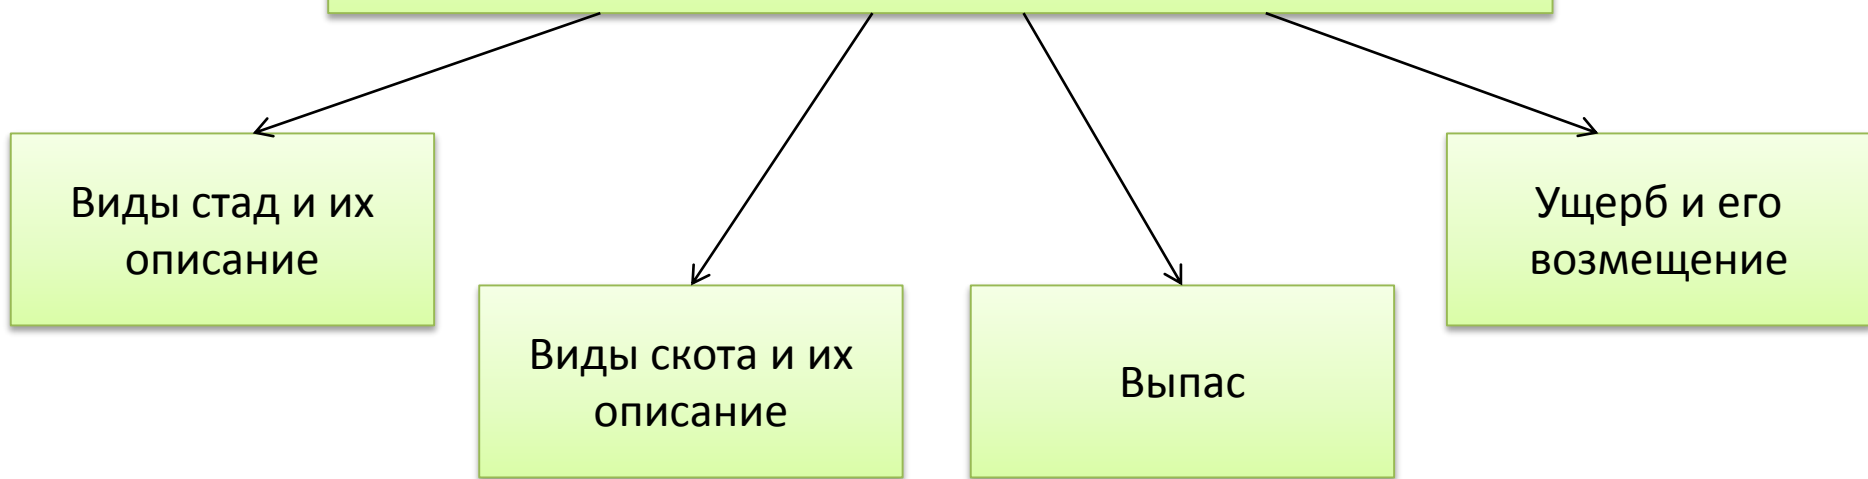 Виды стад и их
описание
Виды скота и их
описание
Выпас
Ущерб и его
возмещение